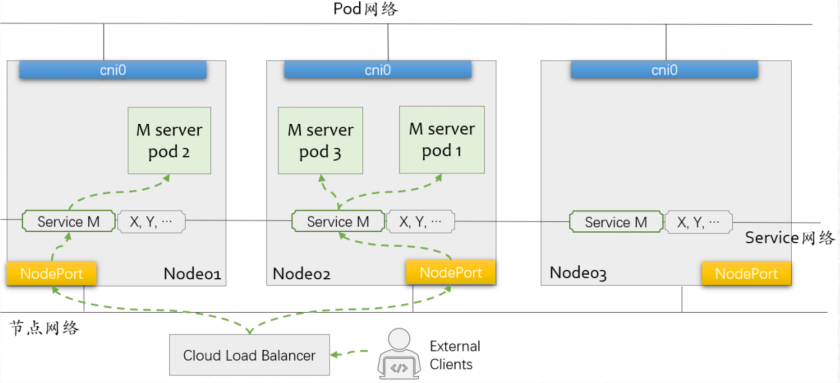 Pod网络
cni0
cni0
cni0
M server
pod 2
M server
pod 3
M server
pod 1
Service M
X, Y, ...
Service M
X, Y, ...
Service M
X, Y, ...
Service网络
NodePort
Node01
Node02
NodePort
Node03
NodePort
节点网络
Cloud Load Balancer
</>
External
Clients